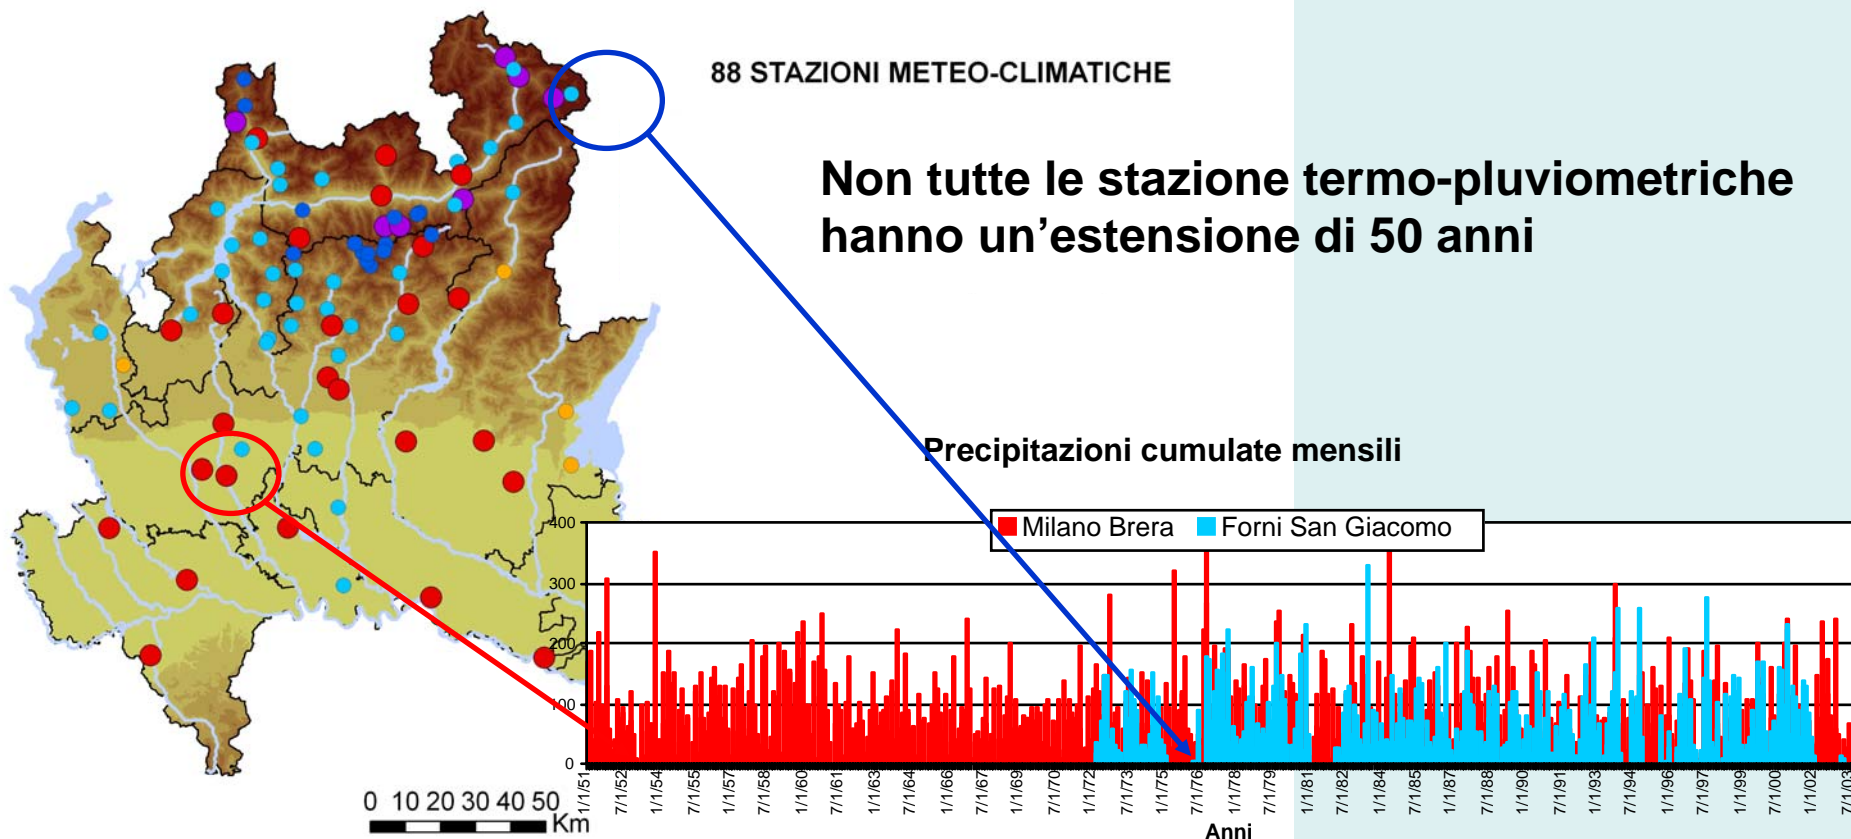 88 STAZIONI METEO-CLIMATICHE
Non tutte le stazione termo-pluviometriche
hanno un'estensione di 50 anni
Precipitazioni cumulate mensili
Milano Brera Forni San Giacomo
400
300
200
100
0
1/1/51 7/1/52 1/1/54 7/1/55 1/1/57 7/1/58 1/1/60 7/1/61 1/1/63 7/1/64 1/1/66 7/1/67 1/1/69 7/1/70 1/1/72 7/1/73 1/1/75 7/1/76 1/1/78 7/1/79 1/1/81 7/1/82 1/1/84 7/1/85 1/1/87 7/1/88 1/1/90 7/1/91 1/1/93 7/1/94 1/1/96 7/1/97 1/1/99 7/1/00 1/1/02 7/1/03
Anni
0 10 20 30 40 50
Km